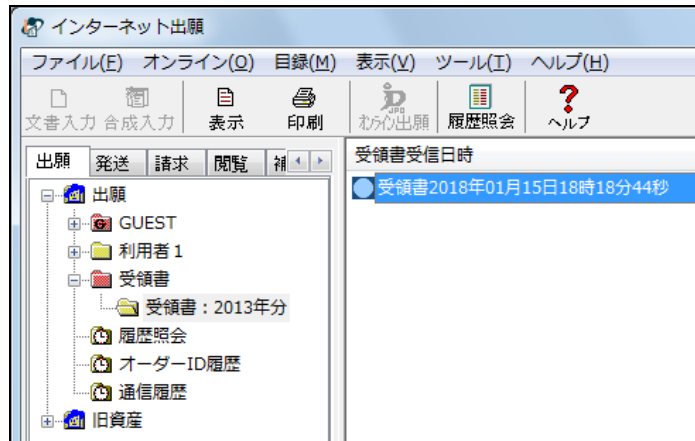 インターネット出願
ファイル(F) オンライン(O) 目録(M) 表示(V) ツール(T) ヘルプ(H)
文書入力 合成入力 表示 印刷 オンライン出願 履歴照会 ヘルプ
出願 発送 請求 閲覧
受領書受信日時
受領書2018年01月15日18時18分44秒
出願
GUEST
利用者1
受領書
受領書：2013年分
履歴照会
オーダーID履歴
通信履歴
旧資産